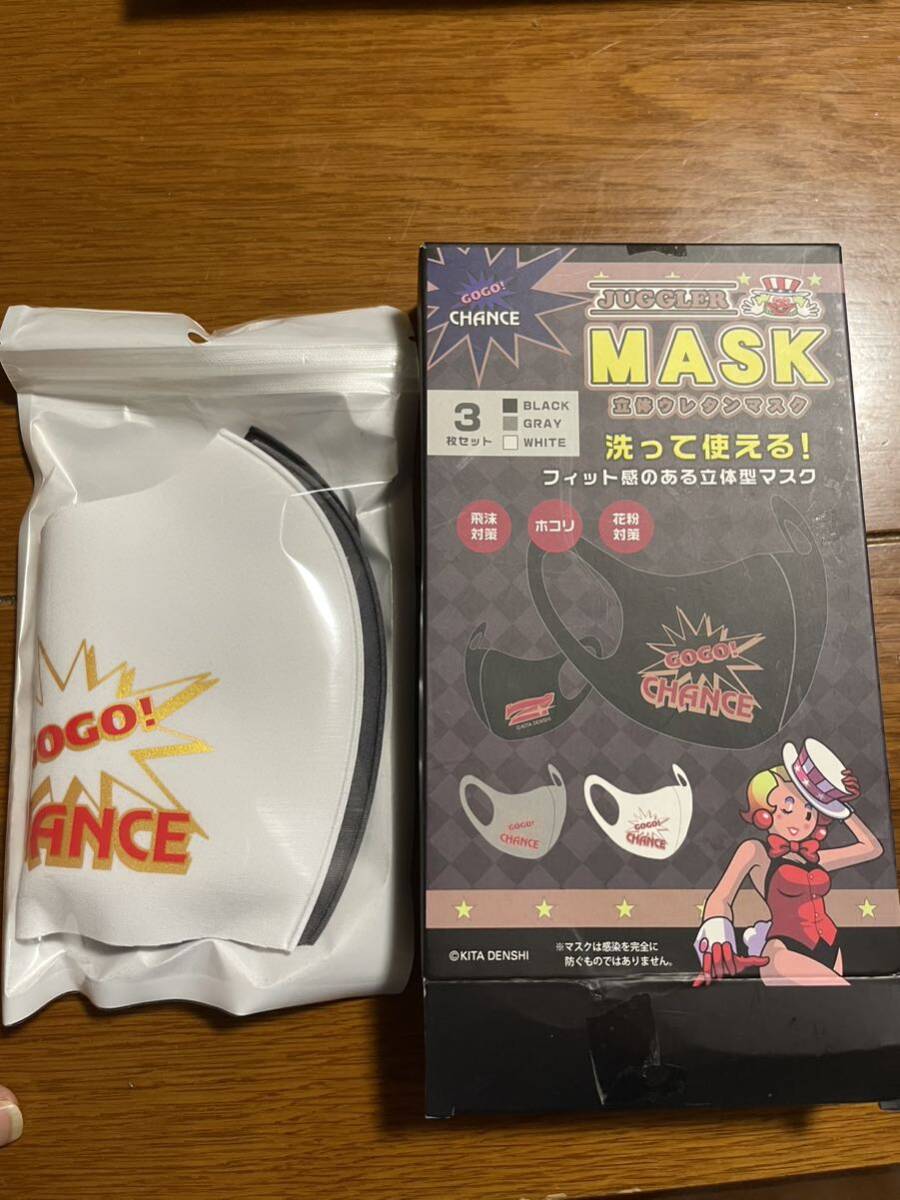 GOGO!
CHANCE
GOGO!
CHANCE
JUGGLER
MASK
立体ウレタンマスク
3
枚セット
BLACK
GRAY
WHITE
洗って使える!
フィット感のある立体型マスク
飛沫
対策
ホコリ
花粉
対策
GOGO!
CHANCE
©KITA DENSHI
GOGO!
CHANCE
GOGO!
CHANCE
©KITA DENSHI
※マスクは感染を完全に
防ぐものではありません。